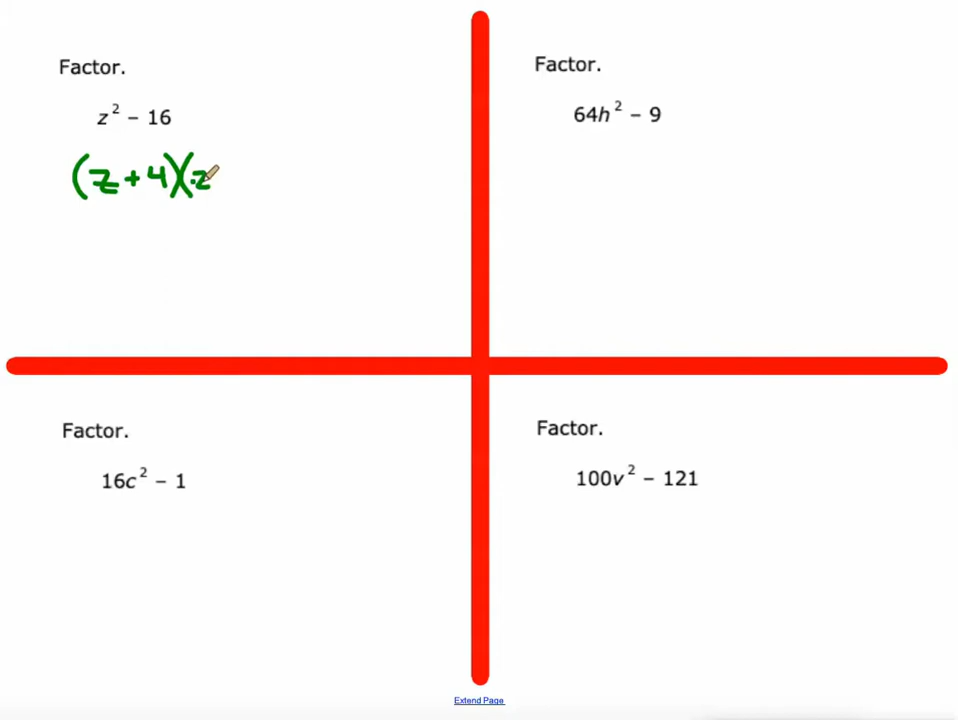 Factor.
z² – 16
(z + 4)(z
Factor.
64h² – 9
Factor.
16c² – 1
Factor.
100v² – 121
Extend Page